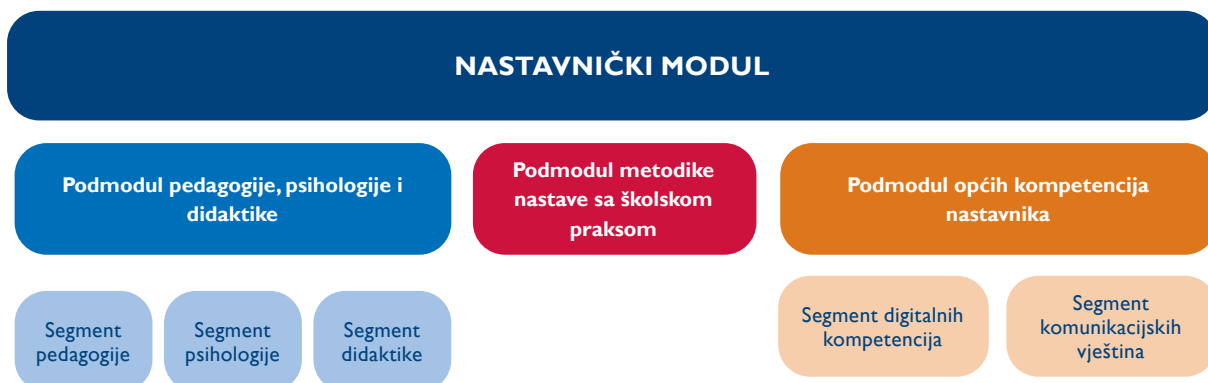 NASTAVNIČKI MODUL
Podmodul pedagogije, psihologije i
didaktike
Podmodul metodike
nastave sa školskom
praksom
Podmodul općih kompetencija
nastavnika
Segment
pedagogije
Segment
psihologije
Segment
didaktike
Segment digitalnih
kompetencija
Segment
komunikacijskih
vještina